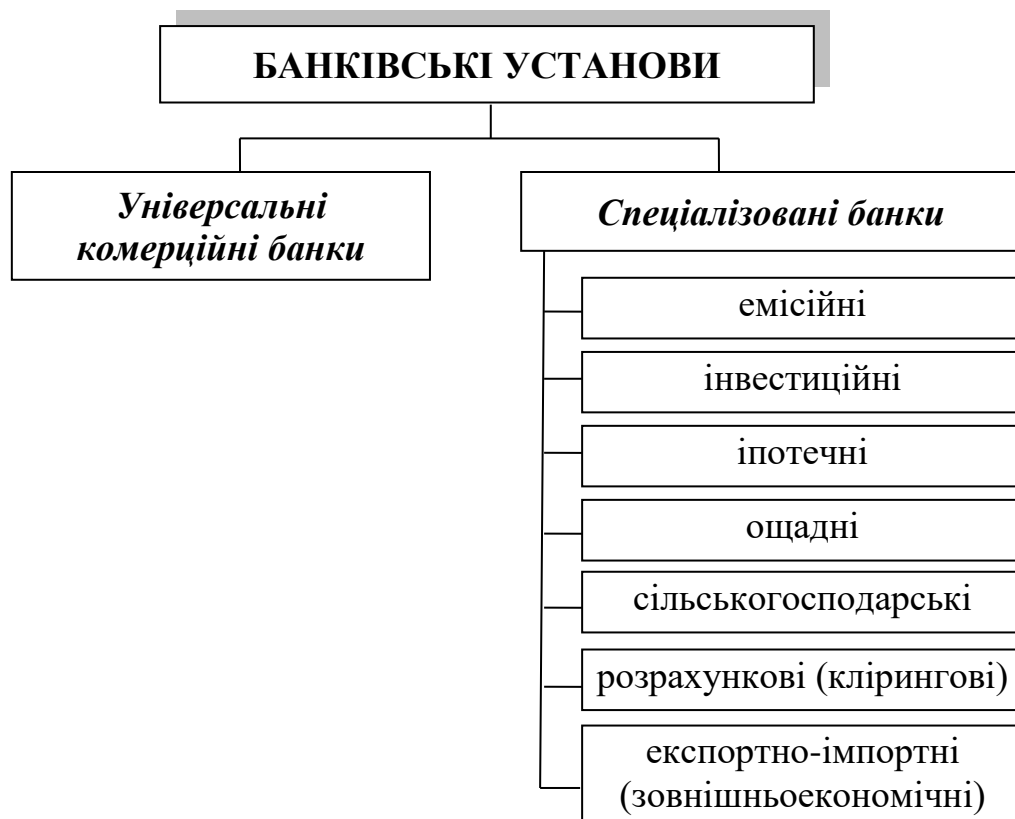 БАНКІВСЬКІ УСТАНОВИ
Універсальні
комерційні банки
Спеціалізовані банки
емісійні
інвестиційні
іпотечні
ощадні
сільськогосподарські
розрахункові (клірингові)
експортно-імпортні
(зовнішньоекономічні)